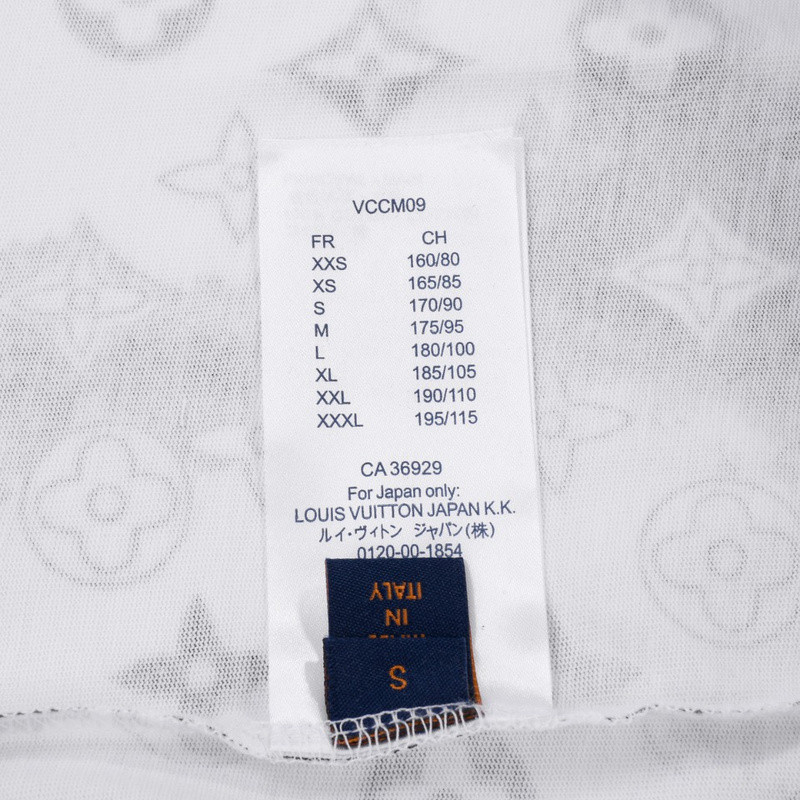 VCCM09
FR CH
XXS 160/80
XS 165/85
S 170/90
M 175/95
L 180/100
XL 185/105
XXL 190/110
XXXL 195/115
CA 36929
For Japan only:
LOUIS VUITTON JAPAN K.K.
ルイ・ヴィトン ジャパン(株)
0120-00-1854
ITALY
IN
S